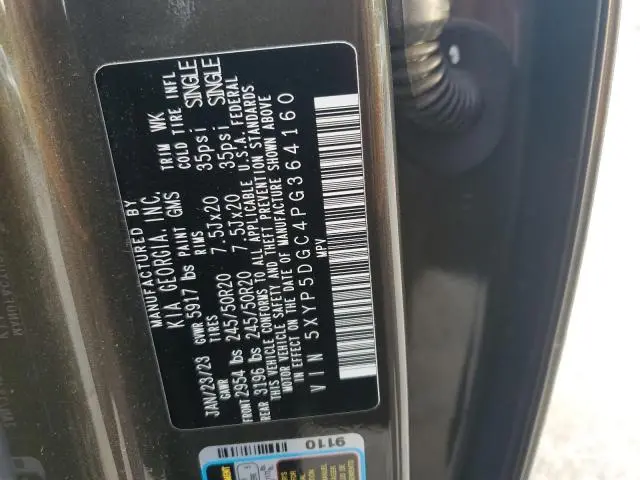 MANUFACTURED BY
KIA GEORGIA, INC.
JAN/23/23 GVWR 5917 lbs PAINT GMS TRIM WK
GAWR TIRES RIMS COLD TIRE INFL
FRONT 2954 lbs 245/50R20 7.5Jx20 35psi SINGLE
REAR 3196 lbs 245/50R20 7.5Jx20 35psi SINGLE
THIS VEHICLE CONFORMS TO ALL APPLICABLE U.S.A. FEDERAL
MOTOR VEHICLE SAFETY AND THEFT PREVENTION STANDARDS
IN EFFECT ON THE DATE OF MANUFACTURE SHOWN ABOVE
VIN 5XYP5DGC4PG364160
MPV
9110